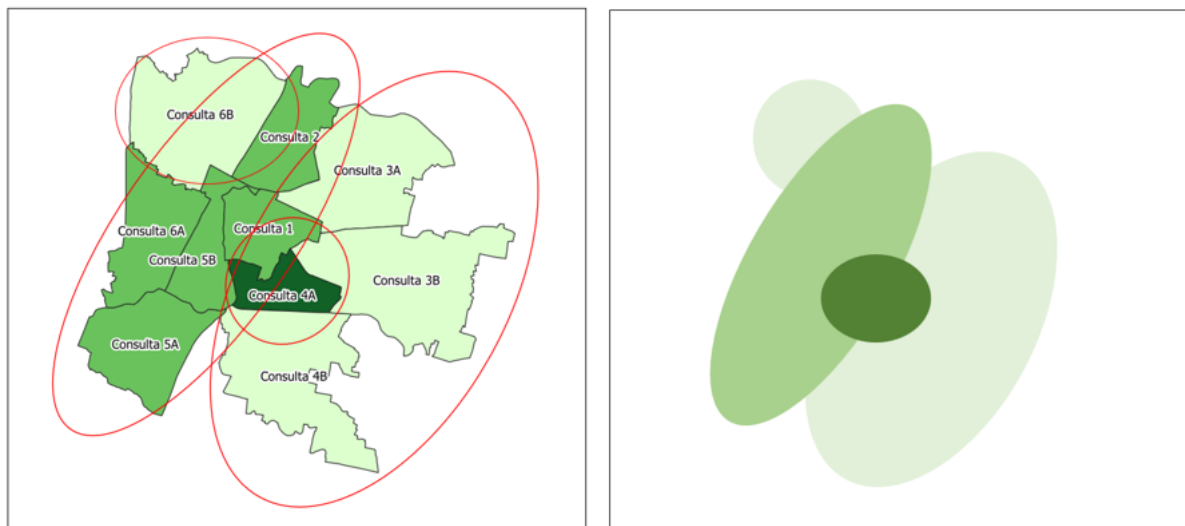 Consulta 6B
Consulta 2
Consulta 3A
Consulta 6A
Consulta 1
Consulta 5B
Consulta 3B
Consulta 4A
Consulta 5A
Consulta 4B